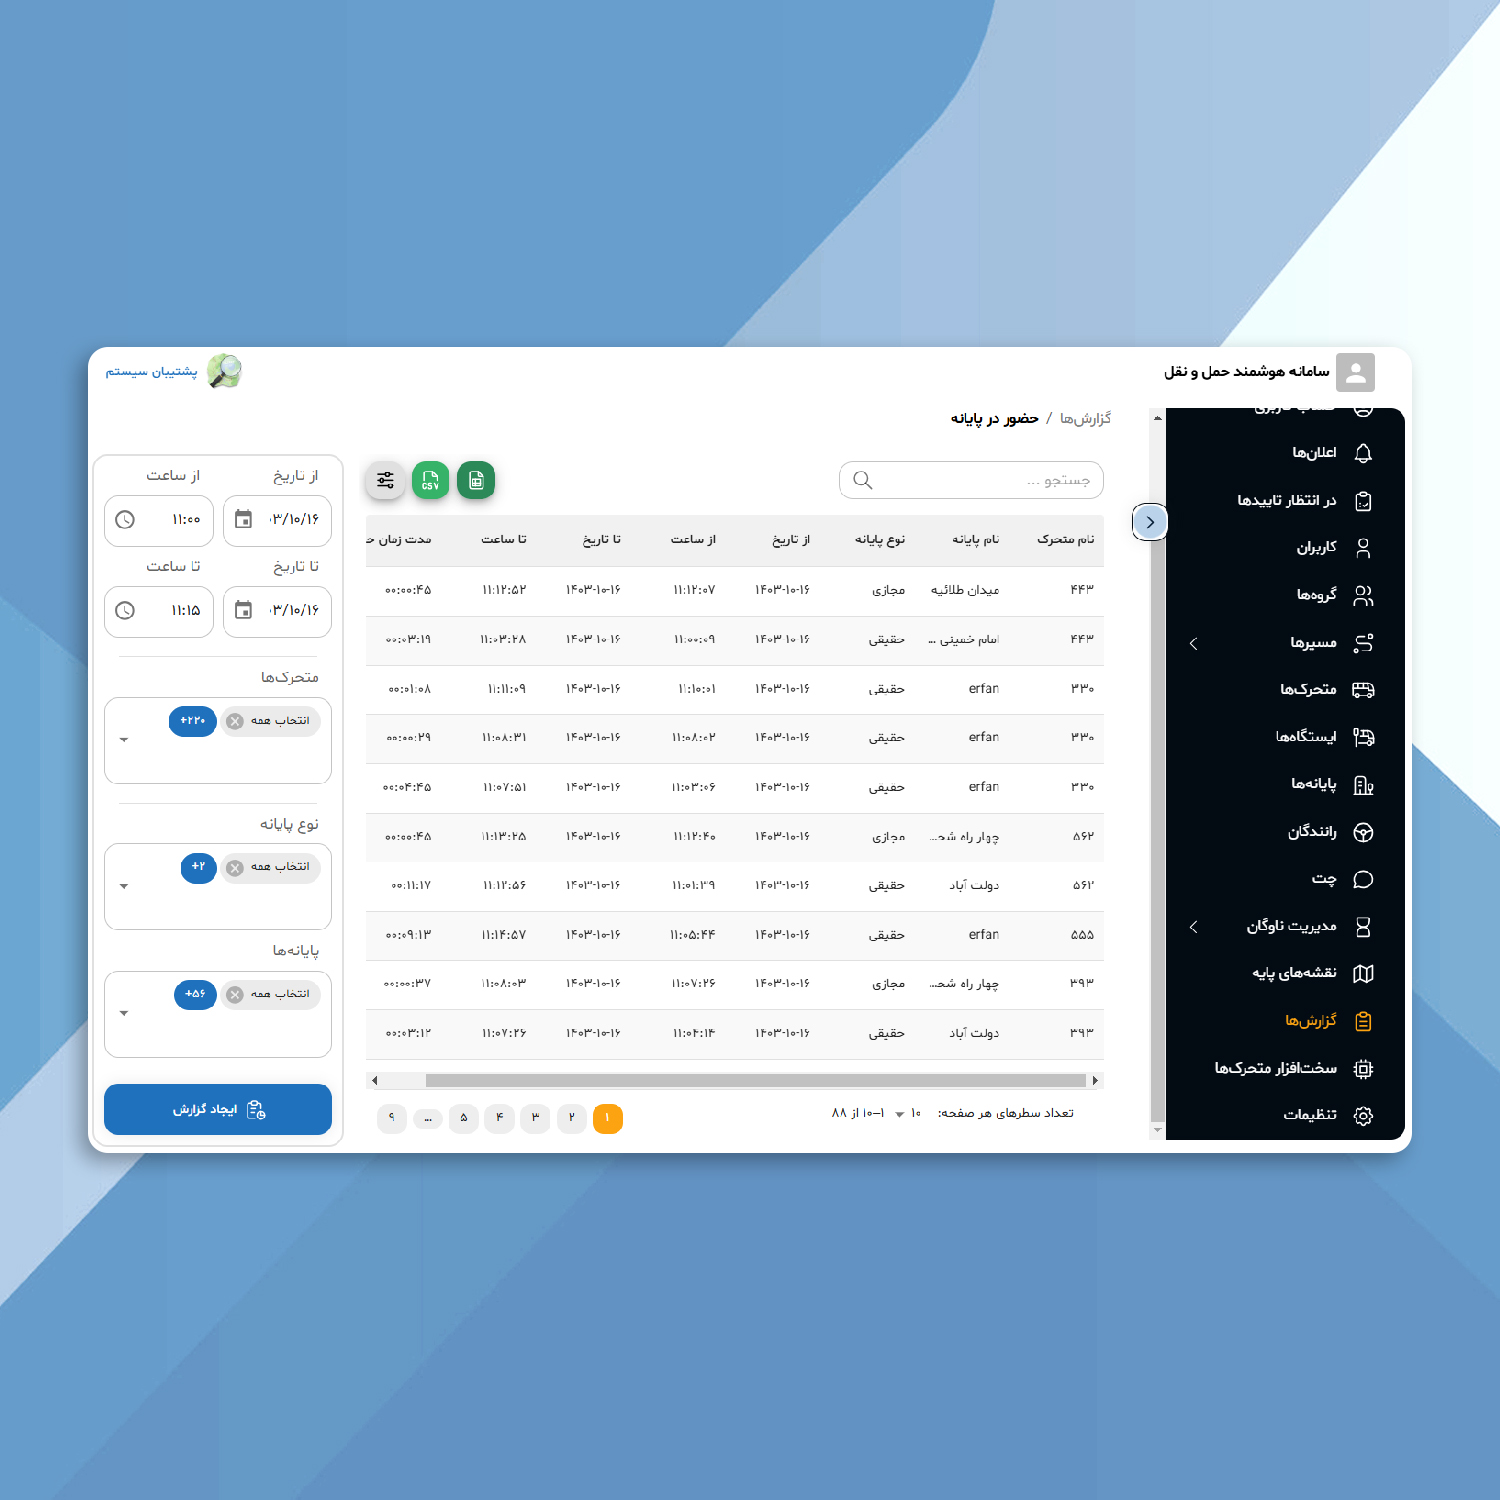 سامانه هوشمند حمل و نقل
پشتیبان سیستم
گزارش‌ها / حضور در پایانه
حساب کاربری
اعلان‌ها
در انتظار تاییدها
کاربران
گروه‌ها
مسیرها
متحرک‌ها
ایستگاه‌ها
پایانه‌ها
رانندگان
چت
مدیریت ناوگان
نقشه‌های پایه
گزارش‌ها
سخت‌افزار متحرک‌ها
تنظیمات
جستجو ...
CSV
نام متحرک نام پایانه نوع پایانه از تاریخ از ساعت تا تاریخ تا ساعت مدت زمان ح
۴۴۳ میدان طلائیه مجازی ۱۴۰۳-۱۰-۱۶ ۱۱:۱۲:۰۷ ۱۴۰۳-۱۰-۱۶ ۱۱:۱۲:۵۲ ۰۰:۰۰:۴۵
۴۴۳ امام خمینی ... حقیقی ۱۴۰۳-۱۰-۱۶ ۱۱:۰۰:۰۹ ۱۴۰۳-۱۰-۱۶ ۱۱:۰۳:۲۸ ۰۰:۰۳:۱۹
۳۳۰ erfan حقیقی ۱۴۰۳-۱۰-۱۶ ۱۱:۱۰:۰۱ ۱۴۰۳-۱۰-۱۶ ۱۱:۱۱:۰۹ ۰۰:۰۱:۰۸
۳۳۰ erfan حقیقی ۱۴۰۳-۱۰-۱۶ ۱۱:۰۸:۰۲ ۱۴۰۳-۱۰-۱۶ ۱۱:۰۸:۳۱ ۰۰:۰۰:۲۹
۳۳۰ erfan حقیقی ۱۴۰۳-۱۰-۱۶ ۱۱:۰۳:۰۶ ۱۴۰۳-۱۰-۱۶ ۱۱:۰۷:۵۱ ۰۰:۰۴:۴۵
۵۶۲ چهار راه شح... مجازی ۱۴۰۳-۱۰-۱۶ ۱۱:۱۲:۴۰ ۱۴۰۳-۱۰-۱۶ ۱۱:۱۳:۲۵ ۰۰:۰۰:۴۵
۵۶۲ دولت آباد حقیقی ۱۴۰۳-۱۰-۱۶ ۱۱:۰۱:۳۹ ۱۴۰۳-۱۰-۱۶ ۱۱:۱۲:۵۶ ۰۰:۱۱:۱۷
۵۵۵ erfan حقیقی ۱۴۰۳-۱۰-۱۶ ۱۱:۰۵:۴۴ ۱۴۰۳-۱۰-۱۶ ۱۱:۱۴:۵۷ ۰۰:۰۹:۱۳
۳۹۳ چهار راه شح... مجازی ۱۴۰۳-۱۰-۱۶ ۱۱:۰۷:۲۶ ۱۴۰۳-۱۰-۱۶ ۱۱:۰۸:۰۳ ۰۰:۰۰:۳۷
۳۹۳ دولت آباد حقیقی ۱۴۰۳-۱۰-۱۶ ۱۱:۰۴:۱۴ ۱۴۰۳-۱۰-۱۶ ۱۱:۰۷:۲۶ ۰۰:۰۳:۱۲
تعداد سطرهای هر صفحه: ۱۰ ۱–۱۰ از ۸۸
۱ ۲ ۳ ۴ ۵ ... ۹
از تاریخ از ساعت
۰۳/۱۰/۱۶ ۱۱:۰۰
تا تاریخ تا ساعت
۰۳/۱۰/۱۶ ۱۱:۱۵
متحرک‌ها
انتخاب همه +۲۲۰
نوع پایانه
انتخاب همه +۲
پایانه‌ها
انتخاب همه +۵۶
ایجاد گزارش